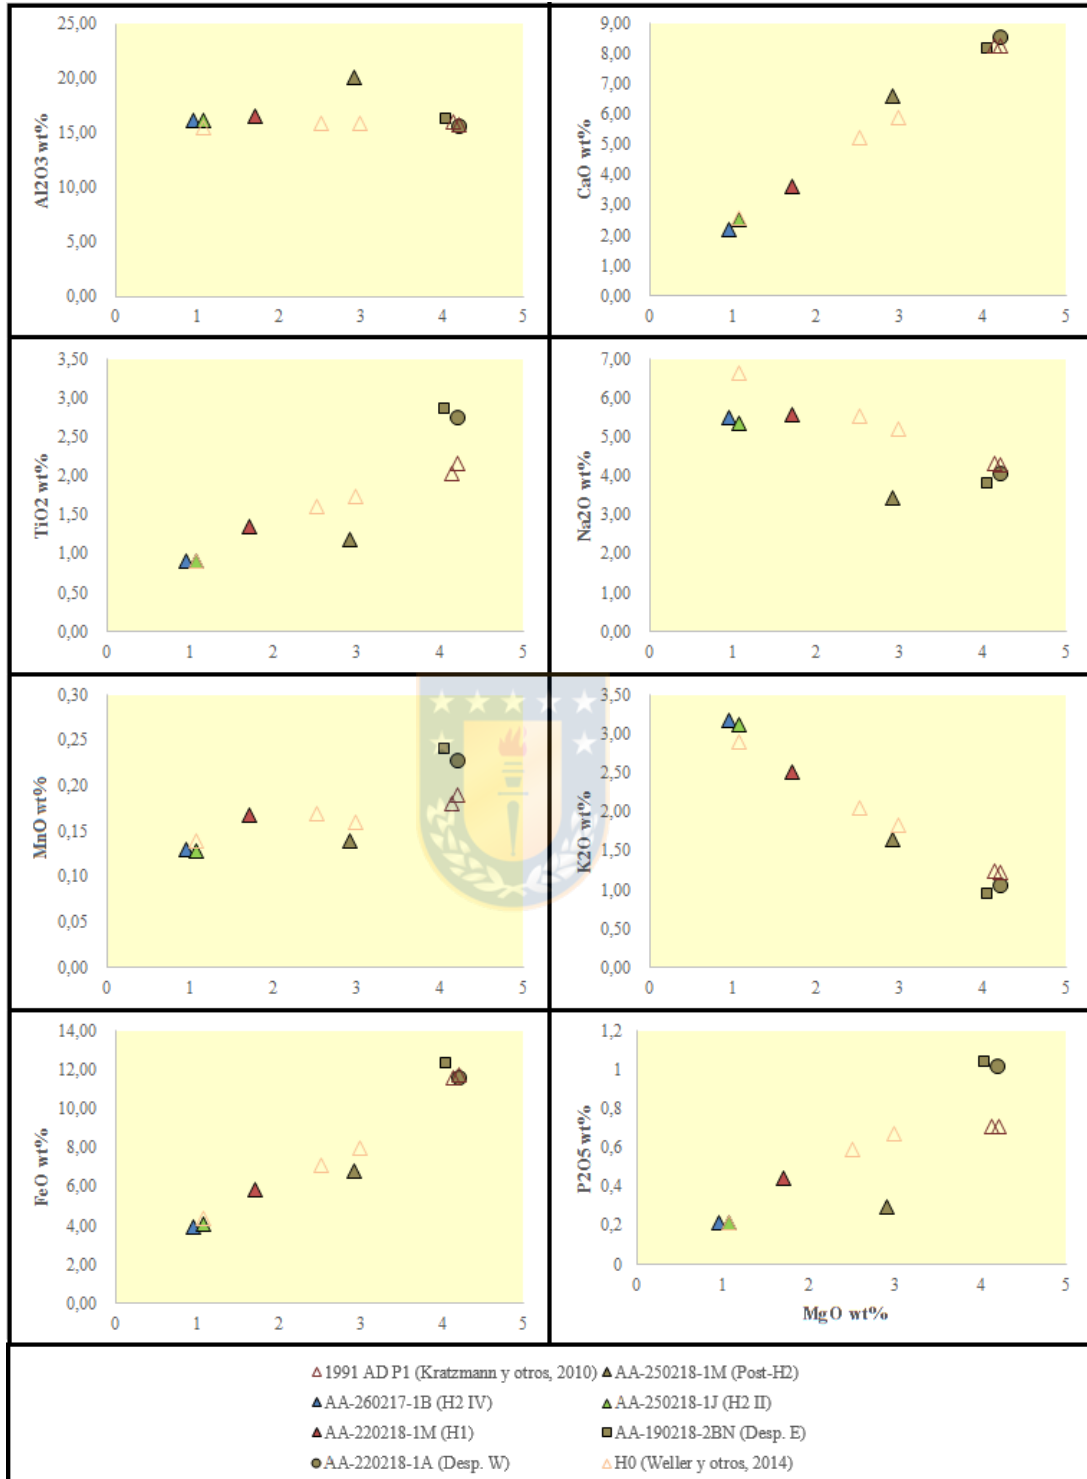 25,00
20,00
15,00
10,00
5,00
0,00
Al2O3 wt%
0 1 2 3 4 5
9,00
8,00
7,00
6,00
5,00
4,00
3,00
2,00
1,00
0,00
CaO wt%
0 1 2 3 4 5
3,50
3,00
2,50
2,00
1,50
1,00
0,50
0,00
TiO2 wt%
0 1 2 3 4 5
7,00
6,00
5,00
4,00
3,00
2,00
1,00
0,00
Na2O wt%
0 1 2 3 4 5
0,30
0,25
0,20
0,15
0,10
0,05
0,00
MnO wt%
0 1 2 3 4 5
3,50
3,00
2,50
2,00
1,50
1,00
0,50
0,00
K2O wt%
0 1 2 3 4 5
14,00
12,00
10,00
8,00
6,00
4,00
2,00
0,00
FeO wt%
0 1 2 3 4 5
1,2
1
0,8
0,6
0,4
0,2
0
P2O5 wt%
0 1 2 3 4 5
MgO wt%
1991 AD P1 (Kratzmann y otros, 2010) AA-250218-1M (Post-H2)
AA-260217-1B (H2 IV) AA-250218-1J (H2 II)
AA-220218-1M (H1) AA-190218-2BN (Desp. E)
AA-220218-1A (Desp. W) H0 (Weller y otros, 2014)